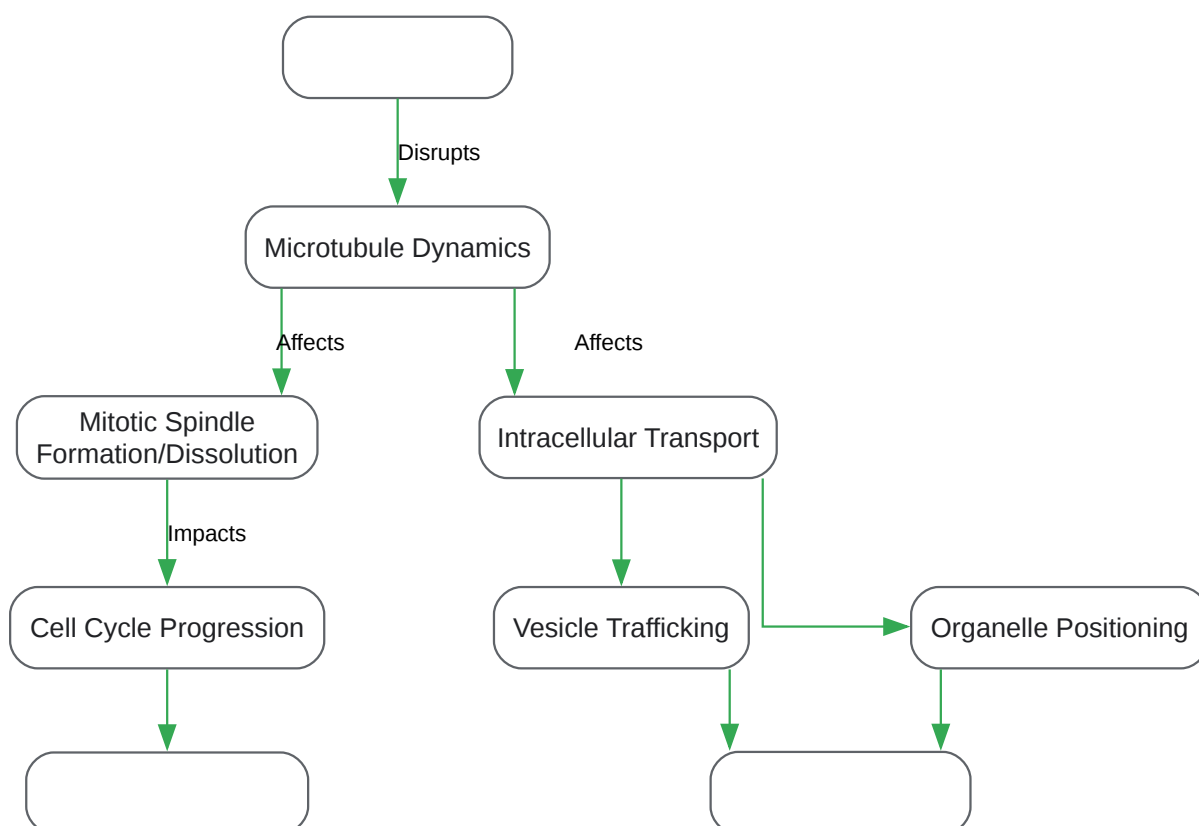 Disrupts
Microtubule Dynamics
Affects
Affects
Mitotic Spindle
Formation/Dissolution
Intracellular Transport
Impacts
Cell Cycle Progression
Vesicle Trafficking
Organelle Positioning